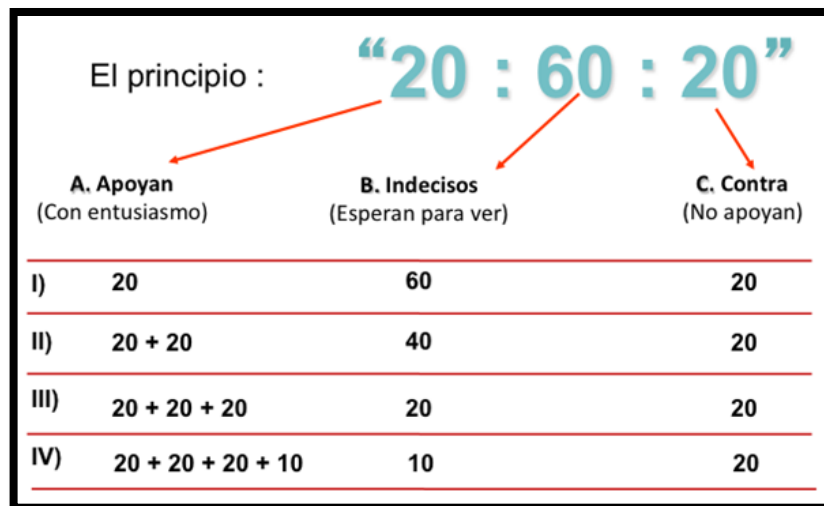 El principio : “20 : 60 : 20”
A. Apoyan B. Indecisos C. Contra
(Con entusiasmo) (Esperan para ver) (No apoyan)
I) 20 60 20
II) 20 + 20 40 20
III) 20 + 20 + 20 20 20
IV) 20 + 20 + 20 + 10 10 20